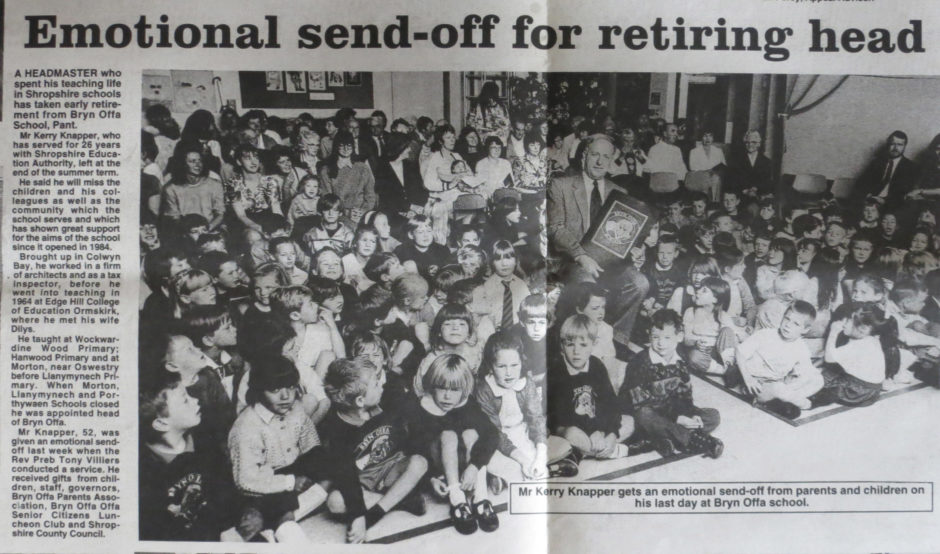 Emotional send-off for retiring head
A HEADMASTER who
spent his teaching life
in Shropshire schools
has taken early retire-
ment from Bryn Offa
School, Pant.
Mr Kerry Knapper, who
has served for 26 years
with Shropshire Educa-
tion Authority, left at the
end of the summer term.
He said he will miss the
children and his col-
leagues as well as the
community which the
school serves and which
has shown great support
for the aims of the school
since it opened in 1984.
Brought up in Colwyn
Bay, he worked in a firm
of architects and as a tax
inspector, before he
went into teaching in
1964 at Edge Hill College
of Education Ormskirk,
where he met his wife
Dilys.
He taught at Wockwar-
dine Wood Primary;
Hanwood Primary and at
Morton, near Oswestry
before Llanymynech Pri-
mary. When Morton,
Llanymynech and Por-
thywaen Schools closed
he was appointed head
of Bryn Offa.
Mr Knapper, 52, was
given an emotional send-
off last week when the
Rev Preb Tony Villiers
conducted a service. He
received gifts from chil-
dren, staff, governors,
Bryn Offa Parents Asso-
ciation, Bryn Offa Offa
Senior Citizens Lun-
cheon Club and Shrop-
shire County Council.
BRYN OFFA
Mr Kerry Knapper gets an emotional send-off from parents and children on
his last day at Bryn Offa school.